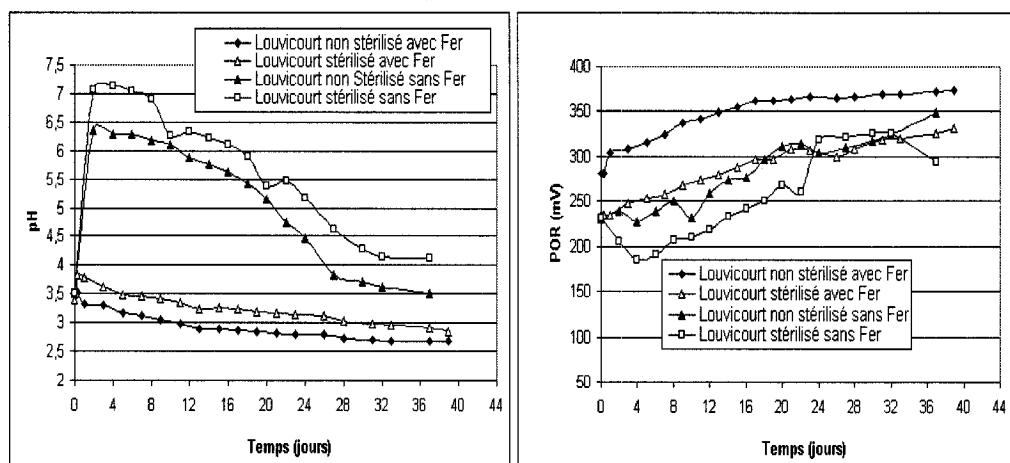 Louvicourt non stérilisé avec Fer
Louvicourt stérilisé avec Fer
Louvicourt non Stérilisé sans Fer
Louvicourt stérilisé sans Fer
pH
7,5
7
6,5
6
5,5
5
4,5
4
3,5
3
2,5
2
0 4 8 12 16 20 24 28 32 36 40 44
Temps (jours)
POR (mV)
400
350
300
250
200
150
100
50
Louvicourt non stérilisé avec Fer
Louvicourt stérilisé avec Fer
Louvicourt non stérilisé sans Fer
Louvicourt stérilisé sans Fer
0 4 8 12 16 20 24 28 32 36 40 44
Temps (jours)